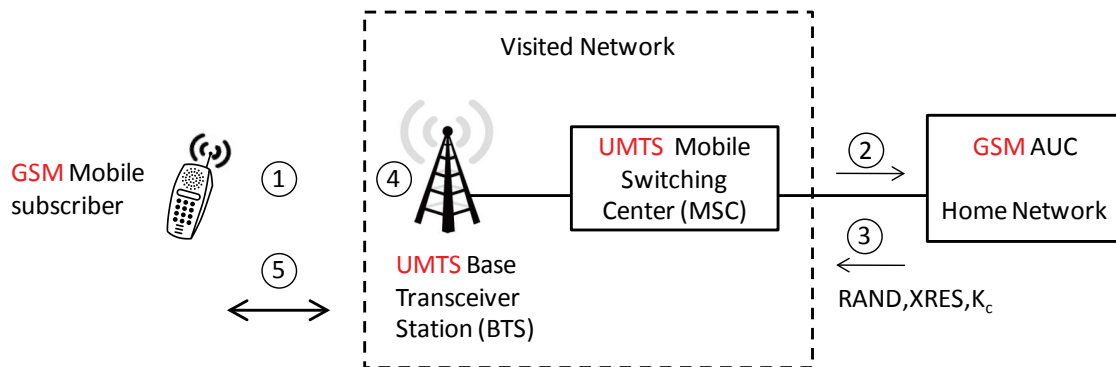 Visited Network
GSM Mobile
subscriber
1
5
4
UMTS Base
Transceiver
Station (BTS)
UMTS Mobile
Switching
Center (MSC)
2
3
RAND,XRES,Kc
GSM AUC
Home Network